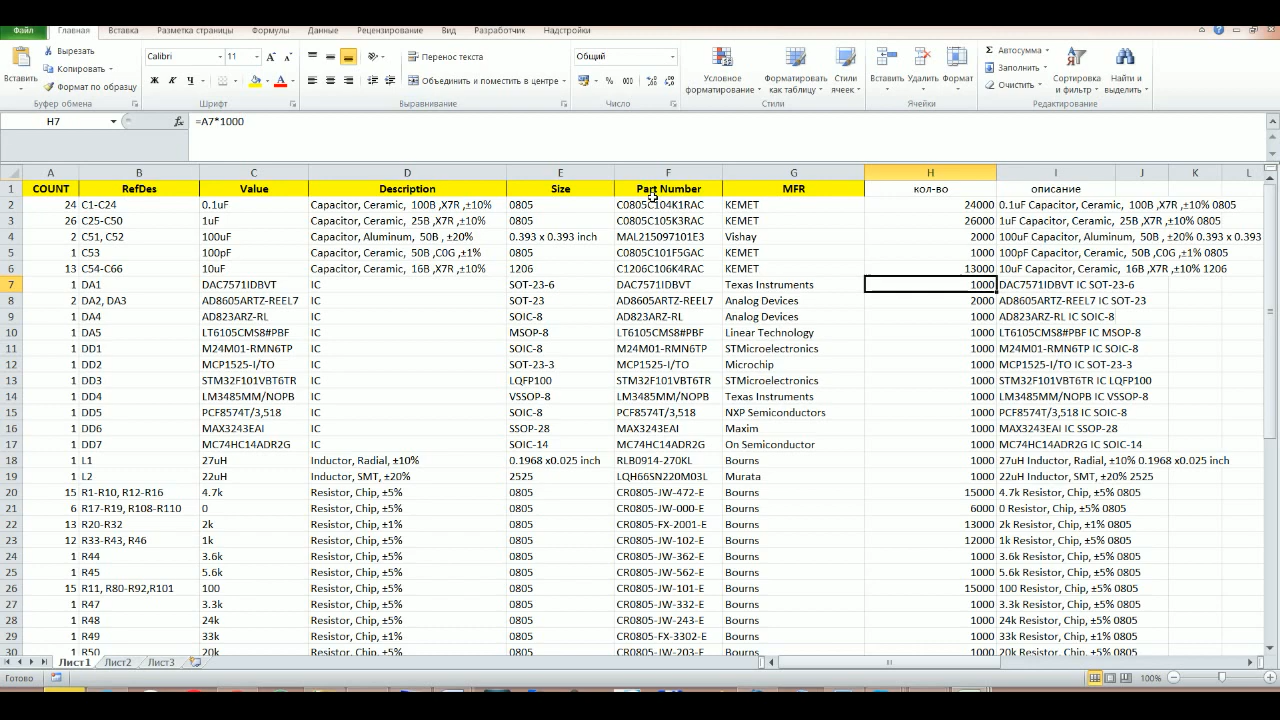 Файл Главная Вставка Разметка страницы Формулы Данные Рецензирование Вид Разработчик Надстройки
Вставить Вырезать Копировать Формат по образцу Буфер обмена
Calibri 11 Ж К Ч Шрифт
Перенос текста Объединить и поместить в центре Выравнивание
Общий % 000 Число
Условное форматирование Форматировать как таблицу Стили ячеек Стили
Вставить Удалить Формат Ячейки
Σ Автосумма Заполнить Очистить Сортировка и фильтр Найти и выделить Редактирование
H7 fx =A7*1000
A B C D E F G H I J K L
1 COUNT RefDes Value Description Size Part Number MFR кол-во описание
2 24 C1-C24 0.1uF Capacitor, Ceramic, 100В ,X7R ,±10% 0805 C0805C104K1RAC KEMET 24000 0.1uF Capacitor, Ceramic, 100В ,X7R ,±10% 0805
3 26 C25-C50 1uF Capacitor, Ceramic, 25В ,X7R ,±10% 0805 C0805C105K3RAC KEMET 26000 1uF Capacitor, Ceramic, 25В ,X7R ,±10% 0805
4 2 C51, C52 100uF Capacitor, Aluminum, 50В , ±20% 0.393 x 0.393 inch MAL215097101E3 Vishay 2000 100uF Capacitor, Aluminum, 50В , ±20% 0.393 x 0.393
5 1 C53 100pF Capacitor, Ceramic, 50В ,C0G ,±1% 0805 C0805C101F5GAC KEMET 1000 100pF Capacitor, Ceramic, 50В ,C0G ,±1% 0805
6 13 C54-C66 10uF Capacitor, Ceramic, 16В ,X7R ,±10% 1206 C1206C106K4RAC KEMET 13000 10uF Capacitor, Ceramic, 16В ,X7R ,±10% 1206
7 1 DA1 DAC7571IDBVT IC SOT-23-6 DAC7571IDBVT Texas Instruments 1000 DAC7571IDBVT IC SOT-23-6
8 2 DA2, DA3 AD8605ARTZ-REEL7 IC SOT-23 AD8605ARTZ-REEL7 Analog Devices 2000 AD8605ARTZ-REEL7 IC SOT-23
9 1 DA4 AD823ARZ-RL IC SOIC-8 AD823ARZ-RL Analog Devices 1000 AD823ARZ-RL IC SOIC-8
10 1 DA5 LT6105CMS8#PBF IC MSOP-8 LT6105CMS8#PBF Linear Technology 1000 LT6105CMS8#PBF IC MSOP-8
11 1 DD1 M24M01-RMN6TP IC SOIC-8 M24M01-RMN6TP STMicroelectronics 1000 M24M01-RMN6TP IC SOIC-8
12 1 DD2 MCP1525-I/TO IC SOT-23-3 MCP1525-I/TO Microchip 1000 MCP1525-I/TO IC SOT-23-3
13 1 DD3 STM32F101VBT6TR IC LQFP100 STM32F101VBT6TR STMicroelectronics 1000 STM32F101VBT6TR IC LQFP100
14 1 DD4 LM3485MM/NOPB IC VSSOP-8 LM3485MM/NOPB Texas Instruments 1000 LM3485MM/NOPB IC VSSOP-8
15 1 DD5 PCF8574T/3,518 IC SOIC-8 PCF8574T/3,518 NXP Semiconductors 1000 PCF8574T/3,518 IC SOIC-8
16 1 DD6 MAX3243EAI IC SSOP-28 MAX3243EAI Maxim 1000 MAX3243EAI IC SSOP-28
17 1 DD7 MC74HC14ADR2G IC SOIC-14 MC74HC14ADR2G On Semiconductor 1000 MC74HC14ADR2G IC SOIC-14
18 1 L1 27uH Inductor, Radial, ±10% 0.1968 x0.025 inch RLB0914-270KL Bourns 1000 27uH Inductor, Radial, ±10% 0.1968 x0.025 inch
19 1 L2 22uH Inductor, SMT, ±20% 2525 LQH66SN220M03L Murata 1000 22uH Inductor, SMT, ±20% 2525
20 15 R1-R10, R12-R16 4.7k Resistor, Chip, ±5% 0805 CR0805-JW-472-E Bourns 15000 4.7k Resistor, Chip, ±5% 0805
21 6 R17-R19, R108-R110 0 Resistor, Chip, ±5% 0805 CR0805-JW-000-E Bourns 6000 0 Resistor, Chip, ±5% 0805
22 13 R20-R32 2k Resistor, Chip, ±1% 0805 CR0805-FX-2001-E Bourns 13000 2k Resistor, Chip, ±1% 0805
23 12 R33-R43, R46 1k Resistor, Chip, ±5% 0805 CR0805-JW-102-E Bourns 12000 1k Resistor, Chip, ±5% 0805
24 1 R44 3.6k Resistor, Chip, ±5% 0805 CR0805-JW-362-E Bourns 1000 3.6k Resistor, Chip, ±5% 0805
25 1 R45 5.6k Resistor, Chip, ±5% 0805 CR0805-JW-562-E Bourns 1000 5.6k Resistor, Chip, ±5% 0805
26 15 R11, R80-R92,R101 100 Resistor, Chip, ±5% 0805 CR0805-JW-101-E Bourns 15000 100 Resistor, Chip, ±5% 0805
27 1 R47 3.3k Resistor, Chip, ±5% 0805 CR0805-JW-332-E Bourns 1000 3.3k Resistor, Chip, ±5% 0805
28 1 R48 24k Resistor, Chip, ±5% 0805 CR0805-JW-243-E Bourns 1000 24k Resistor, Chip, ±5% 0805
29 1 R49 33k Resistor, Chip, ±1% 0805 CR0805-FX-3302-E Bourns 1000 33k Resistor, Chip, ±1% 0805
30 1 R50 20k Resistor, Chip, ±5% 0805 CR0805-JW-203-E Bourns 1000 20k Resistor, Chip, ±5% 0805
Лист1 Лист2 Лист3
Готово 100%